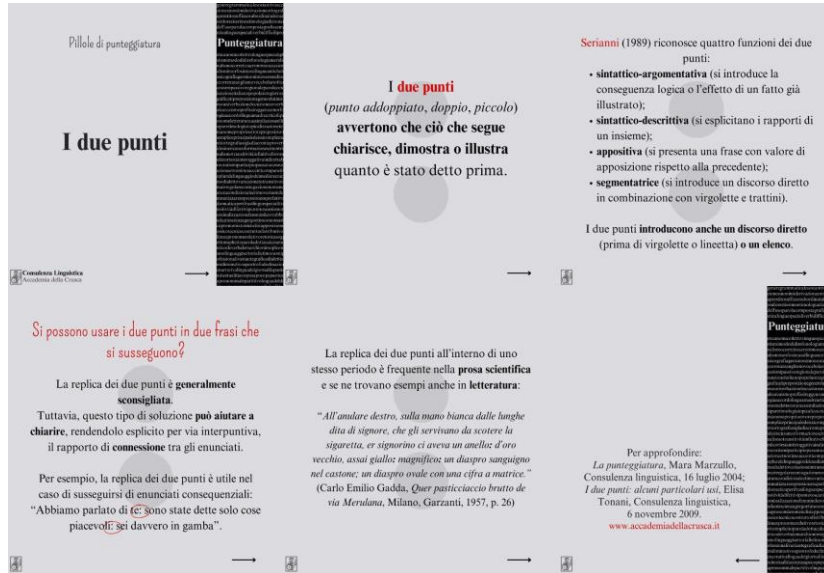 Pillole di punteggiatura
Punteggiatura
I due punti
Consulenza Linguistica
Accademia della Crusca
I due punti
(punto addoppiato, doppio, piccolo)
avvertono che ciò che segue
chiarisce, dimostra o illustra
quanto è stato detto prima.
Serianni (1989) riconosce quattro funzioni dei due
punti:
• sintattico-argomentativa (si introduce la
conseguenza logica o l'effetto di un fatto già
illustrato);
• sintattico-descrittiva (si esplicitano i rapporti di
un insieme);
• appositiva (si presenta una frase con valore di
apposizione rispetto alla precedente);
• segmentatrice (si introduce un discorso diretto
in combinazione con virgolette e trattini).
I due punti introducono anche un discorso diretto
(prima di virgolette o lineetta) o un elenco.
Si possono usare i due punti in due frasi che
si susseguono?
La replica dei due punti è generalmente
sconsigliata.
Tuttavia, questo tipo di soluzione può aiutare a
chiarire, rendendolo esplicito per via interpuntiva,
il rapporto di connessione tra gli enunciati.
Per esempio, la replica dei due punti è utile nel
caso di susseguirsi di enunciati consequenziali:
"Abbiamo parlato di te: sono state dette solo cose
piacevoli: sei davvero in gamba".
La replica dei due punti all'interno di uno
stesso periodo è frequente nella prosa scientifica
e se ne trovano esempi anche in letteratura:
"All'anulare destro, sulla mano bianca dalle lunghe
dita di signore, che gli servivano da scotere la
sigaretta, er signorino ci aveva un anello: d'oro
vecchio, assai giallo: magnifico: un diaspro sanguigno
nel castone; un diaspro ovale con una cifra a matrice."
(Carlo Emilio Gadda, Quer pasticciaccio brutto de
via Merulana, Milano, Garzanti, 1957, p. 26)
Punteggiatu
Per approfondire:
La punteggiatura, Mara Marzullo,
Consulenza linguistica, 16 luglio 2004;
I due punti: alcuni particolari usi, Elisa
Tonani, Consulenza linguistica,
6 novembre 2009.
www.accademiadellacrusca.it